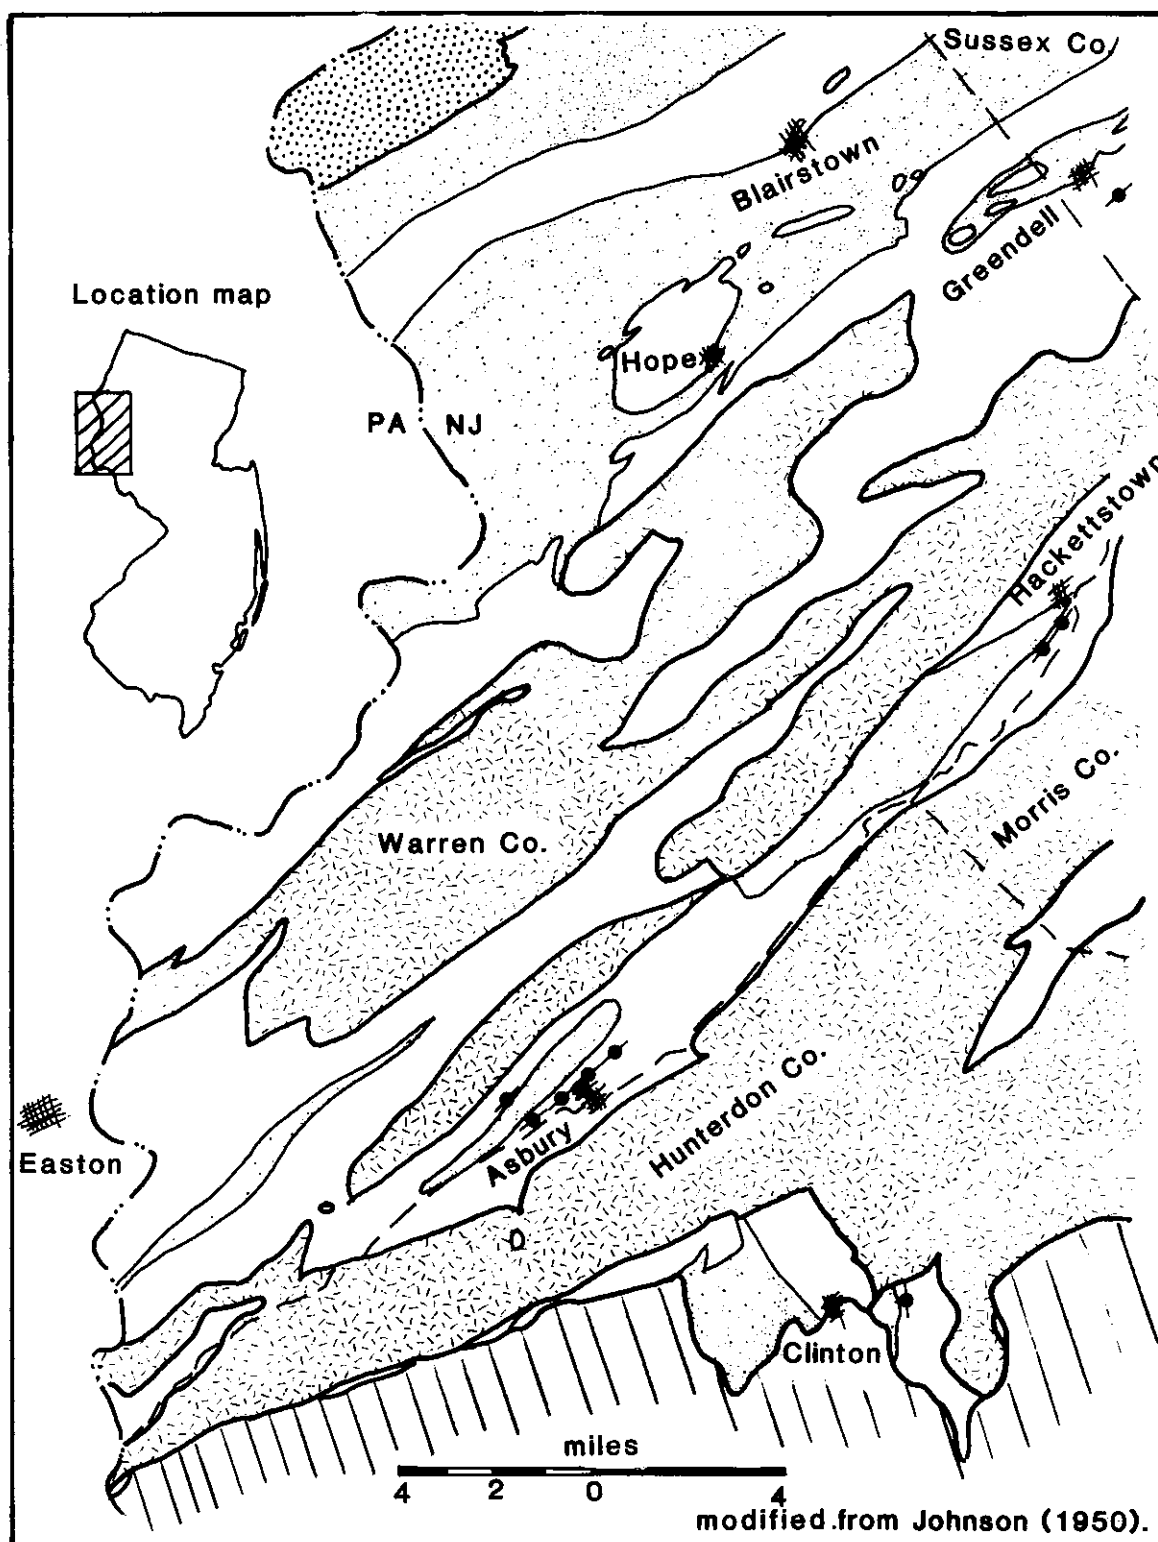 Sussex Co.
Blairstown
Greendell
Location map
Hope
PA NJ
Hackettstown
Warren Co.
Morris Co.
Hunterdon Co.
Easton
Asbury
Clinton
miles
4 2 0 4
modified from Johnson (1950).